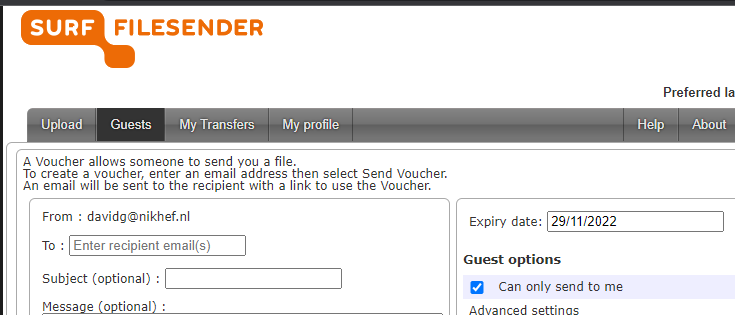 SURF FILESENDER
Preferred la
Upload Guests My Transfers My profile Help About
A Voucher allows someone to send you a file.
To create a voucher, enter an email address then select Send Voucher.
An email will be sent to the recipient with a link to use the Voucher.
From : davidg@nikhef.nl
To : Enter recipient email(s)
Subject (optional) :
Message (optional) :
Expiry date: 29/11/2022
Guest options
Can only send to me
Advanced settings